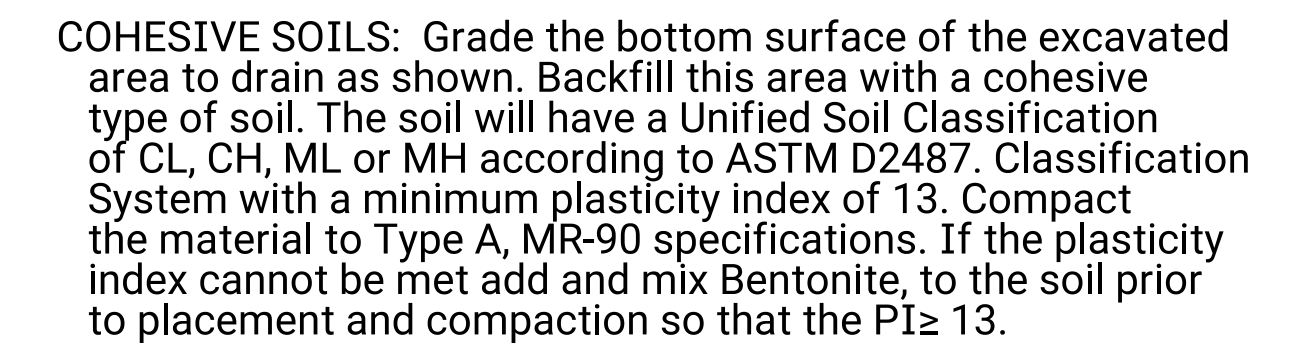 COHESIVE SOILS:  Grade the bottom surface of the excavated
area to drain as shown. Backfill this area with a cohesive
type of soil. The soil will have a Unified Soil Classification
of CL, CH, ML or MH according to ASTM D2487. Classification
System with a minimum plasticity index of 13. Compact
the material to Type A, MR-90 specifications. If the plasticity
index cannot be met add and mix Bentonite, to the soil prior
to placement and compaction so that the PI≥ 13.